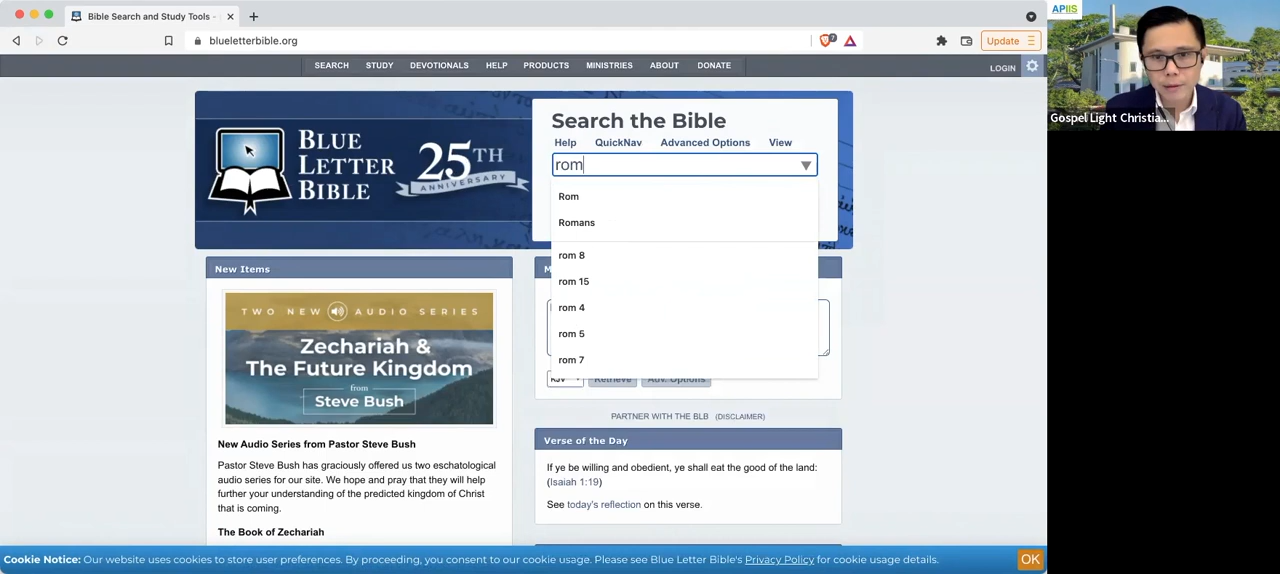 Bible Search and Study Tools -
blueletterbible.org
7
Update
SEARCH STUDY DEVOTIONALS HELP PRODUCTS MINISTRIES ABOUT DONATE
LOGIN
BLUE
LETTER
BIBLE
25TH
ANNIVERSARY
Search the Bible
Help QuickNav Advanced Options View
rom
Rom
Romans
rom 8
rom 15
rom 4
rom 5
rom 7
KJV Retrieve Adv. Options
PARTNER WITH THE BLB (DISCLAIMER)
New Items
TWO NEW AUDIO SERIES
Zechariah &
The Future Kingdom
from
Steve Bush
New Audio Series from Pastor Steve Bush
Pastor Steve Bush has graciously offered us two eschatological
audio series for our site. We hope and pray that they will help
further your understanding of the predicted kingdom of Christ
that is coming.
The Book of Zechariah
Verse of the Day
If ye be willing and obedient, ye shall eat the good of the land:
(Isaiah 1:19)
See today's reflection on this verse.
Cookie Notice: Our website uses cookies to store user preferences. By proceeding, you consent to our cookie usage. Please see Blue Letter Bible's Privacy Policy for cookie usage details.
OK
APIIS
Gospel Light Christia...